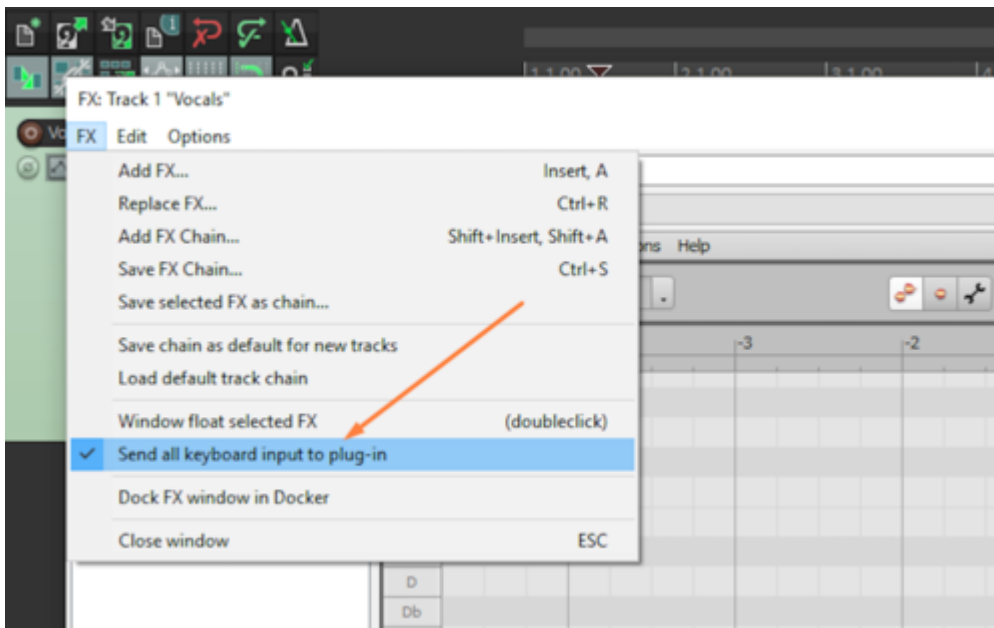 1
1.1.00
2.1.00
3.1.00
FX: Track 1 "Vocals"
FX Edit Options
Add FX... Insert, A
Replace FX... Ctrl+R
Add FX Chain... Shift+Insert, Shift+A
Save FX Chain... Ctrl+S
Save selected FX as chain...
Save chain as default for new tracks
Load default track chain
Window float selected FX (doubleclick)
Send all keyboard input to plug-in
Dock FX window in Docker
Close window ESC
Help
-3
-2
D
Db